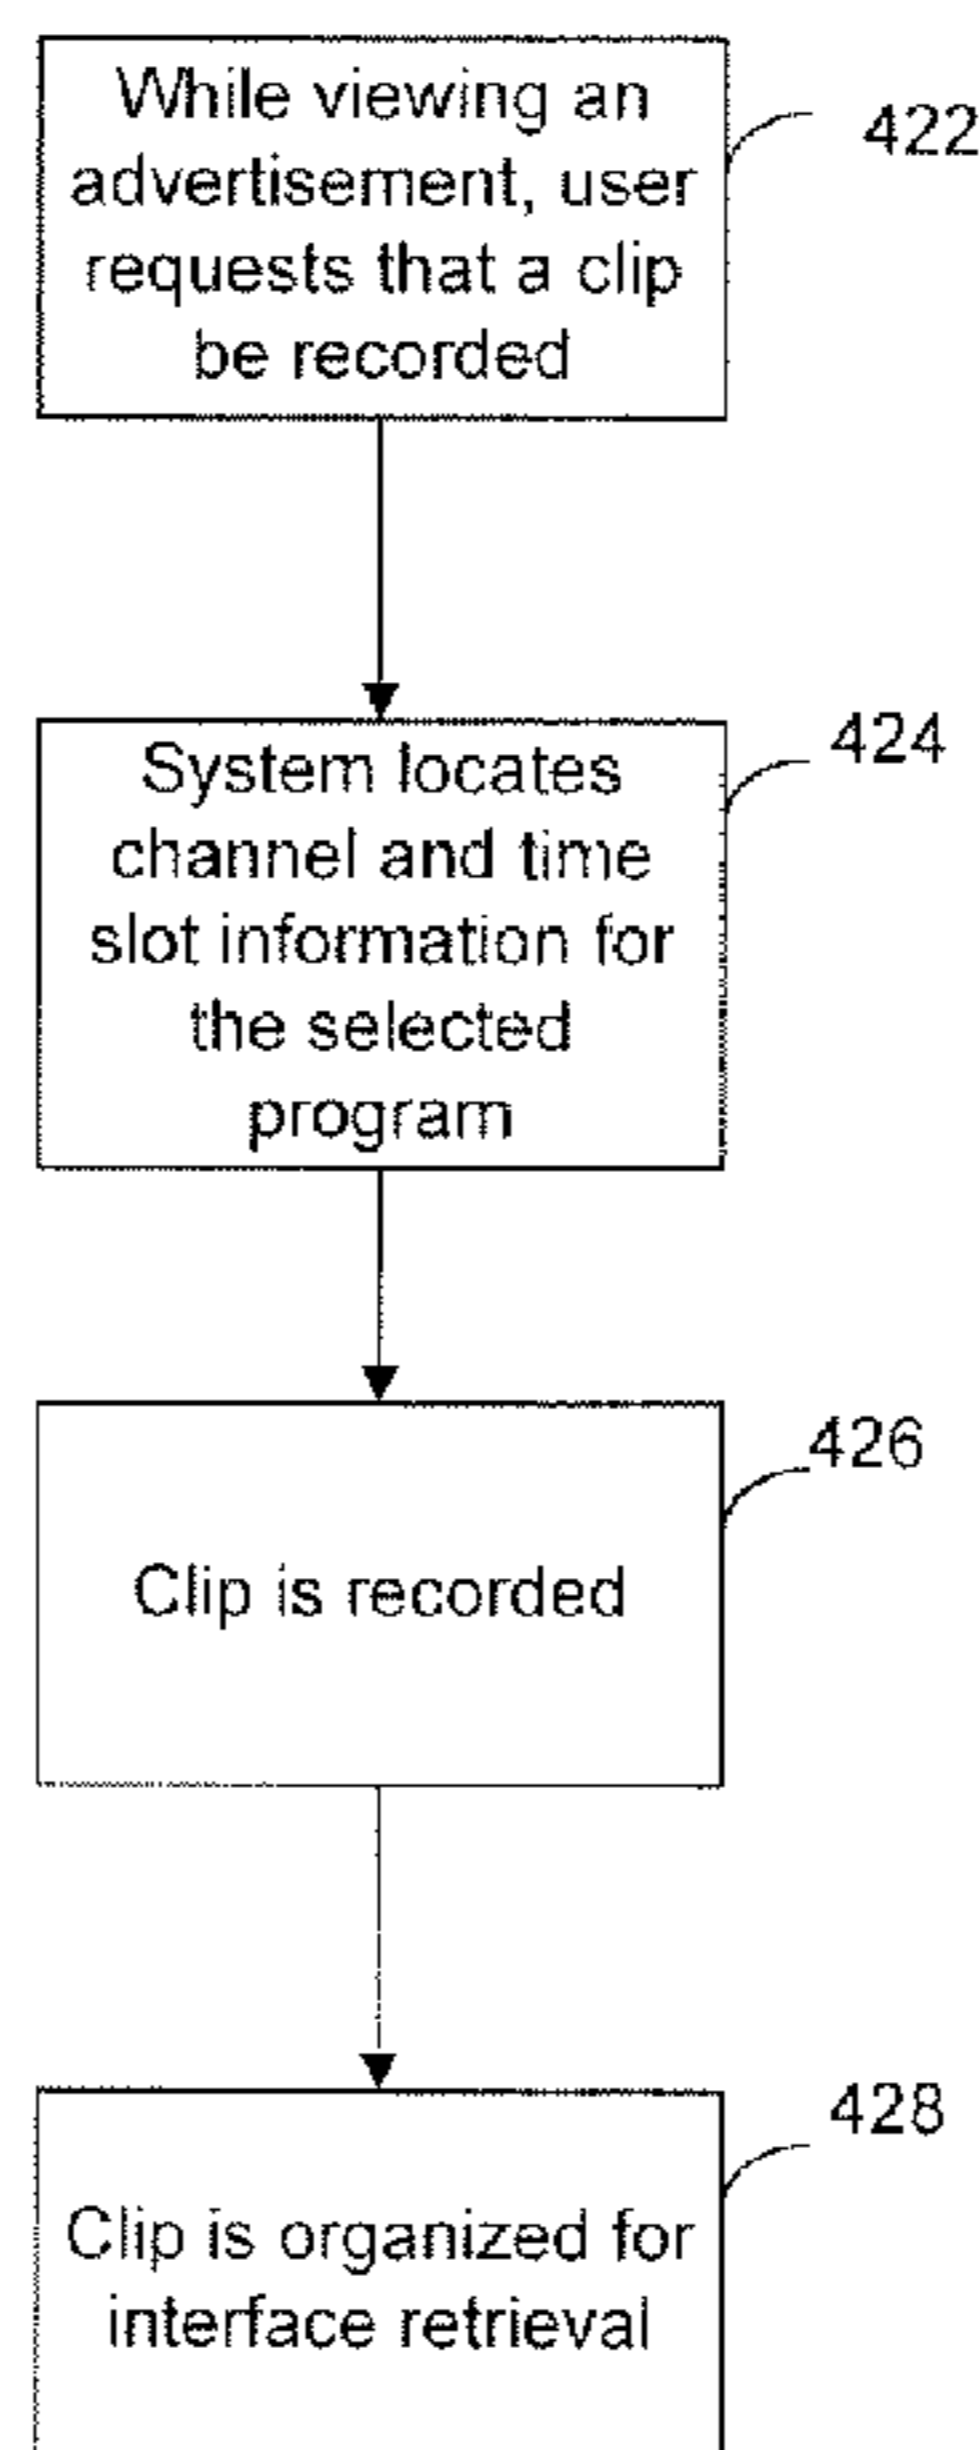 While viewing an
advertisement, user
requests that a clip
be recorded
422
System locates
channel and time
slot information for
the selected
program
424
Clip is recorded
426
Clip is organized for
interface retrieval
428